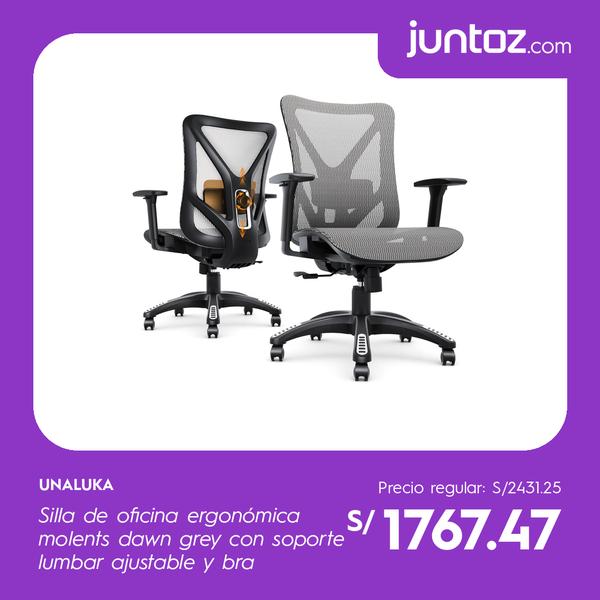 juntoz.com
UNALUKA
Silla de oficina ergonómica
molents dawn grey con soporte
lumbar ajustable y bra
Precio regular: S/2431.25
S/ 1767.47